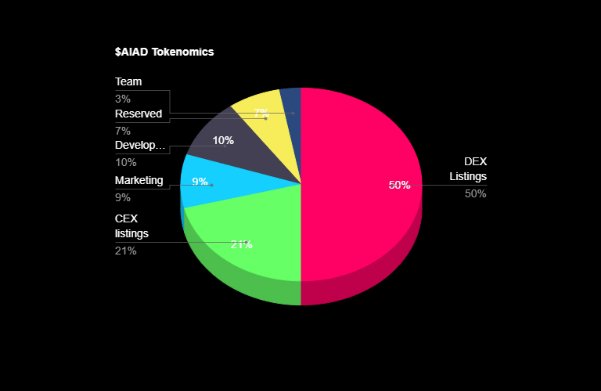 $AIAD Tokenomics
Team
3%
Reserved
7%
Develop...
10%
Marketing
9%
CEX
listings
21%
7%
10%
9%
21%
50%
DEX
Listings
50%